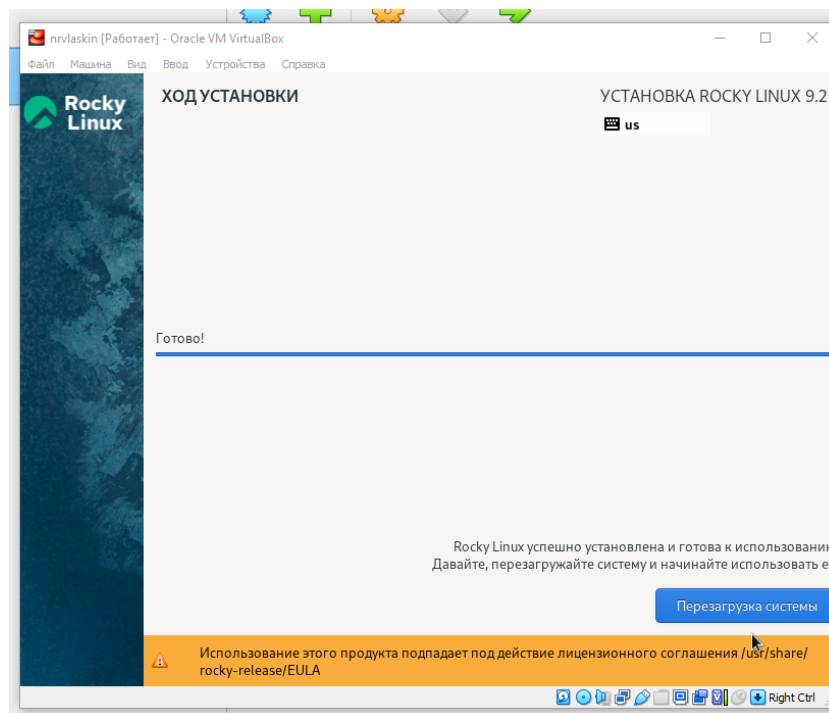 nrvlaskin [Работает] - Oracle VM VirtualBox
Файл Машина Вид Ввод Устройства Справка
Rocky
Linux
ХОД УСТАНОВКИ
УСТАНОВКА ROCKY LINUX 9.2
us
Готово!
Rocky Linux успешно установлена и готова к использовани
Давайте, перезагружайте систему и начинайте использовать е
Перезагрузка системы
Использование этого продукта подпадает под действие лицензионного соглашения /usr/share/
rocky-release/EULA
Right Ctrl